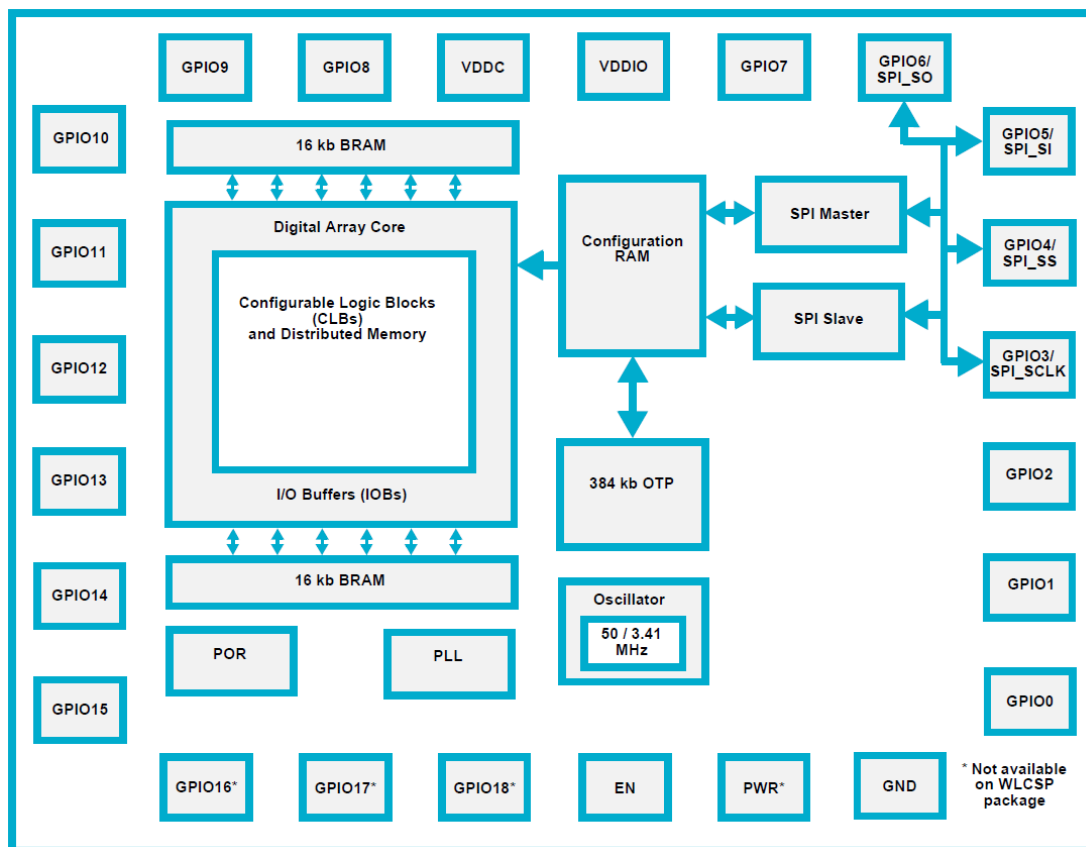 GPIO9
GPIO8
VDDC
VDDIO
GPIO7
GPIO6/
SPI_SO
GPIO10
16 kb BRAM
GPIO5/
SPI_SI
Digital Array Core
SPI Master
GPIO11
Configuration
RAM
GPIO4/
SPI_SS
Configurable Logic Blocks
(CLBs)
and Distributed Memory
SPI Slave
GPIO12
GPIO3/
SPI_SCLK
GPIO13
384 kb OTP
GPIO2
I/O Buffers (IOBs)
16 kb BRAM
GPIO14
Oscillator
50 / 3.41
MHz
GPIO1
POR
PLL
GPIO15
GPIO0
GPIO16*
GPIO17*
GPIO18*
EN
PWR*
GND
* Not available
on WLCSP
package